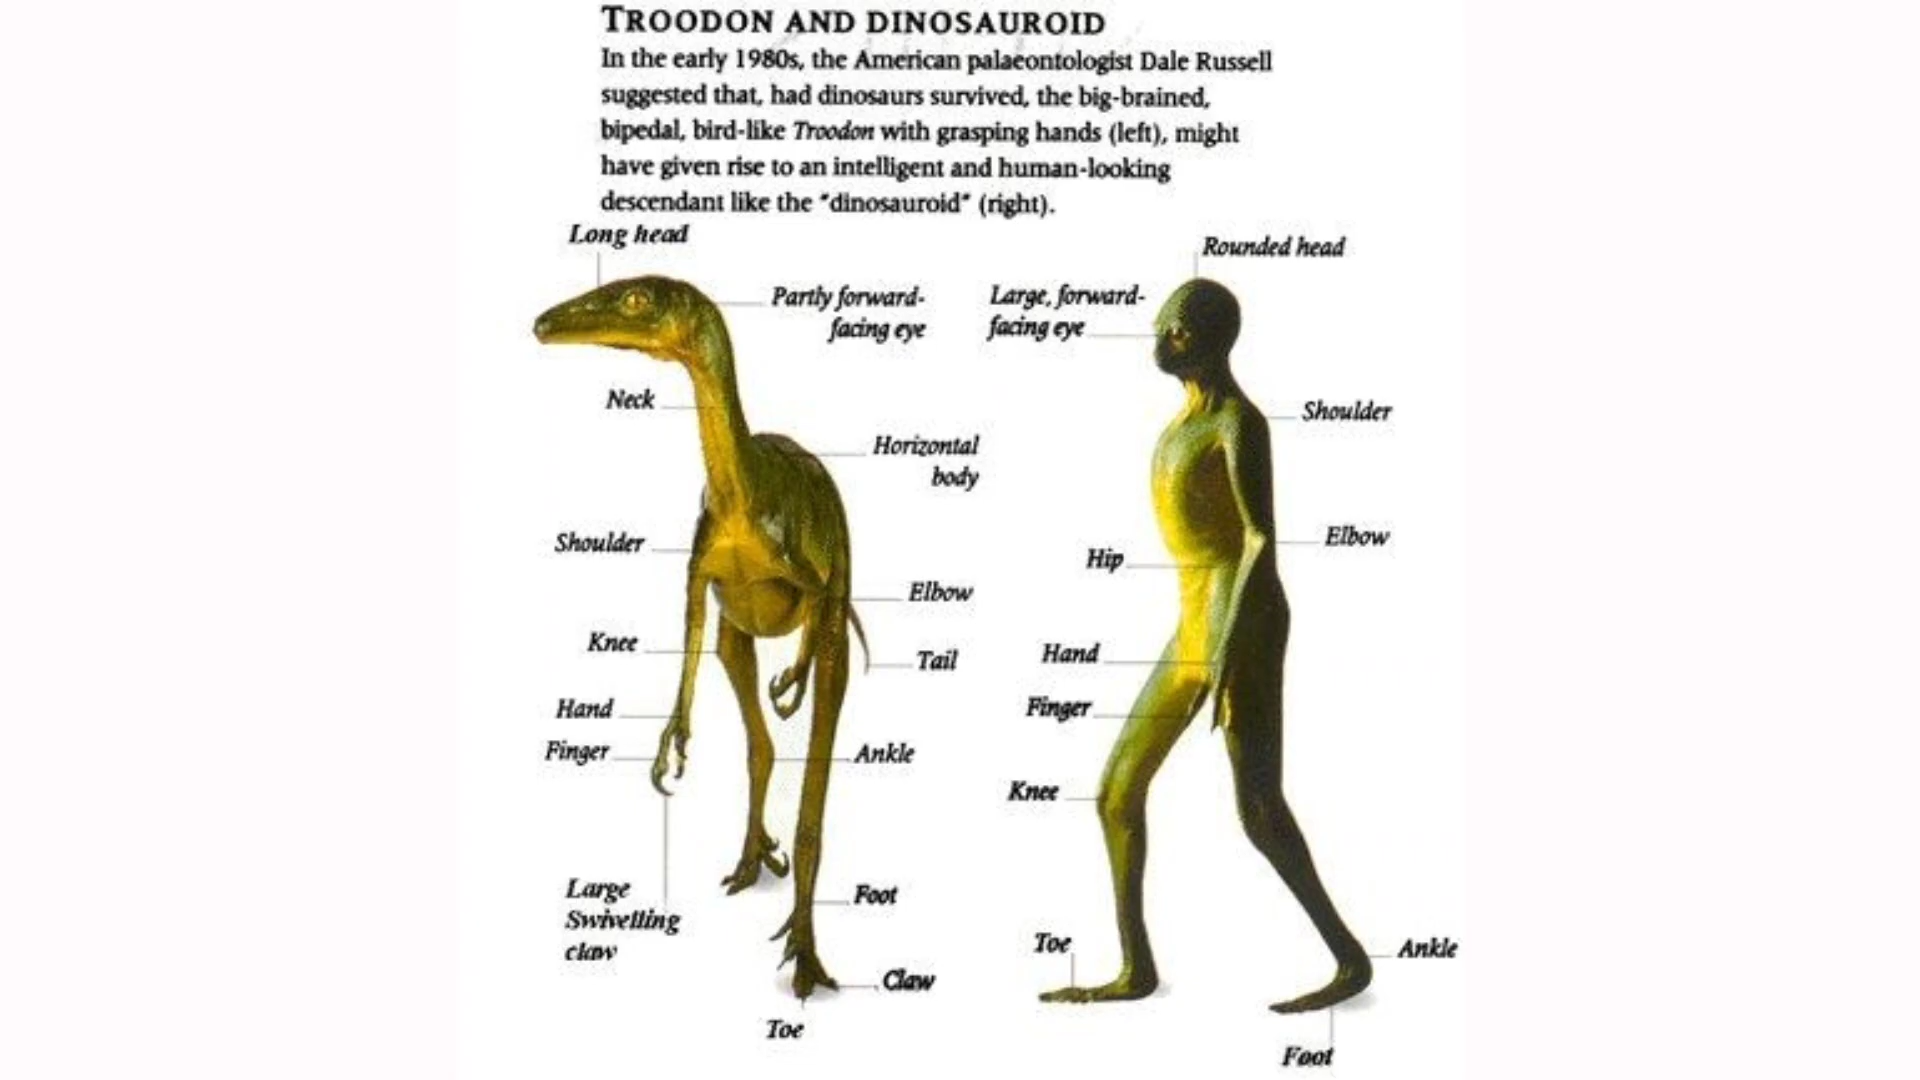 TROODON AND DINOSAUROID
In the early 1980s, the American palaeontologist Dale Russell
suggested that, had dinosaurs survived, the big-brained,
bipedal, bird-like Troodon with grasping hands (left), might
have given rise to an intelligent and human-looking
descendant like the "dinosauroid" (right).
Long head
Partly forward-
facing eye
Neck
Horizontal
body
Shoulder
Elbow
Knee
Tail
Hand
Finger
Ankle
Large
Swivelling
claw
Foot
Claw
Toe
Rounded head
Large, forward-
facing eye
Shoulder
Elbow
Hip
Hand
Finger
Knee
Toe
Ankle
Foot